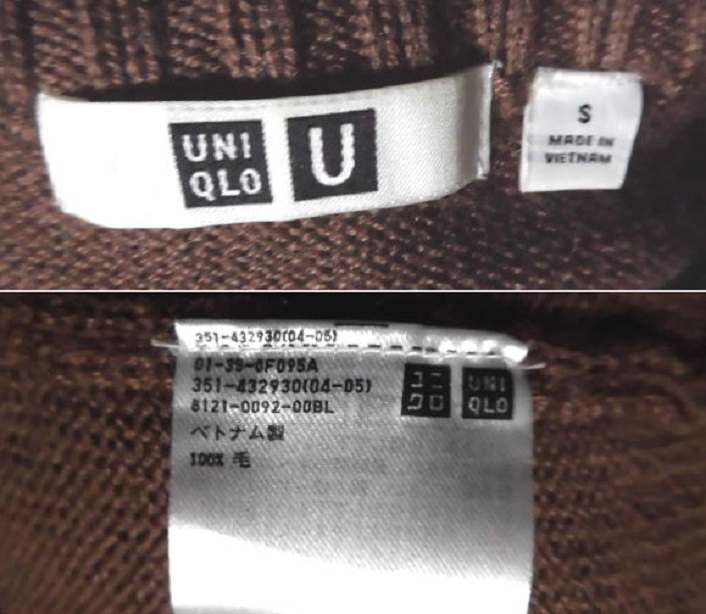 UNI
QLO
U
S
MADE IN
VIETNAM
351-432930(04-05)
01-35-0F095A
351-432930(04-05)
8121-0092-00BL
ベトナム製
100% 毛
ユニ
クロ
UNI
QLO